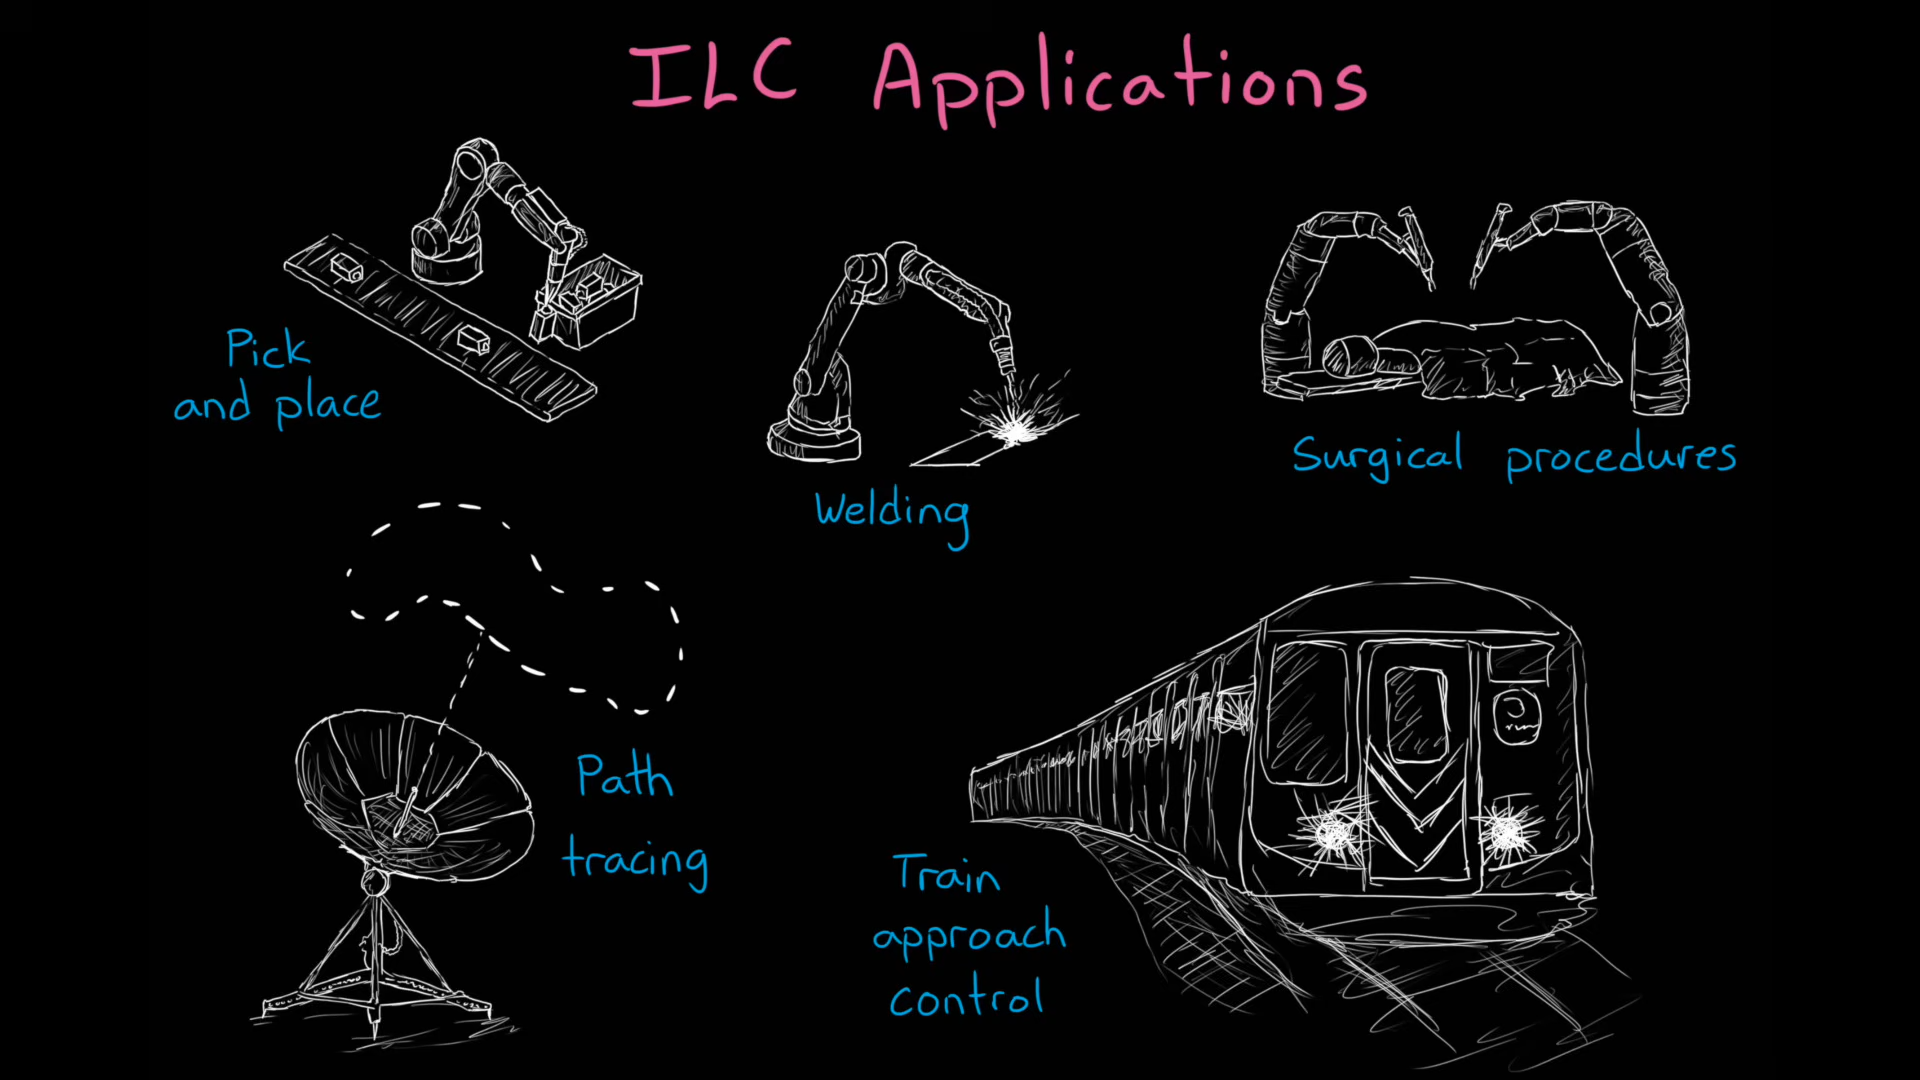 ILC Applications
Pick
and place
Welding
Surgical procedures
Path
tracing
Train
approach
control